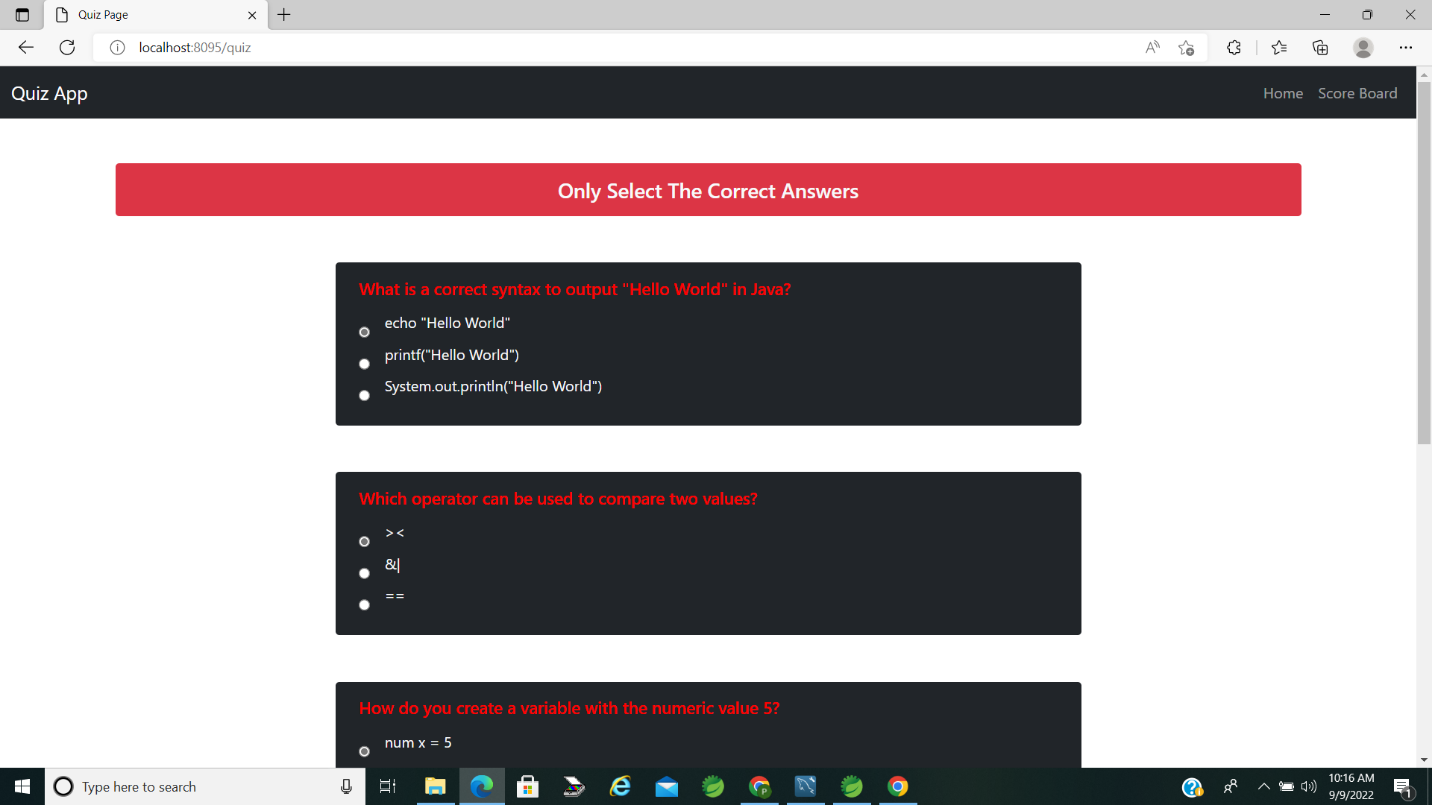 Quiz Page
localhost:8095/quiz
Quiz App
Home Score Board
Only Select The Correct Answers
What is a correct syntax to output "Hello World" in Java?
echo "Hello World"
printf("Hello World")
System.out.println("Hello World")
Which operator can be used to compare two values?
><
&|
==
How do you create a variable with the numeric value 5?
num x = 5
Type here to search
10:16 AM
9/9/2022
1